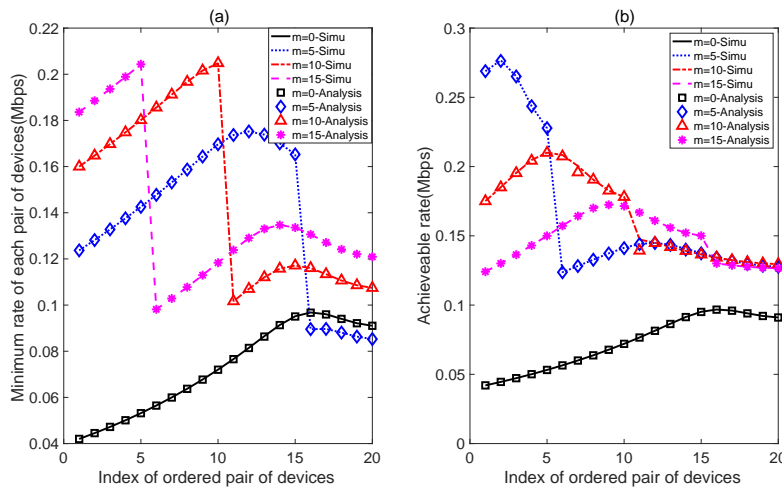 (a)
Minimum rate of each pair of devices(Mbps)
0.22
0.2
0.18
0.16
0.14
0.12
0.1
0.08
0.06
0.04
0
5
10
15
20
Index of ordered pair of devices
m=0-Simu
m=5-Simu
m=10-Simu
m=15-Simu
m=0-Analysis
m=5-Analysis
m=10-Analysis
m=15-Analysis
(b)
Achieveable rate(Mbps)
0.3
0.25
0.2
0.15
0.1
0.05
0
0
5
10
15
20
Index of ordered pair of devices
m=0-Simu
m=5-Simu
m=10-Simu
m=15-Simu
m=0-Analysis
m=5-Analysis
m=10-Analysis
m=15-Analysis